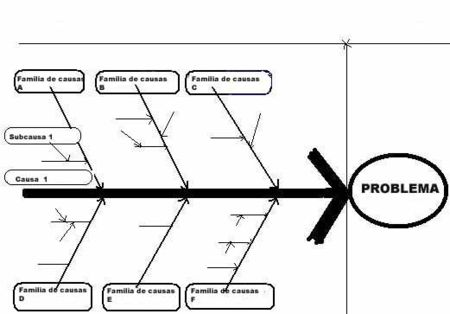 Familia de causas
A
Familia de causas
B
Familia de causas
C
Subcausa 1
Causa 1
PROBLEMA
Familia de causas
D
Familia de causas
E
Familia de causas
F